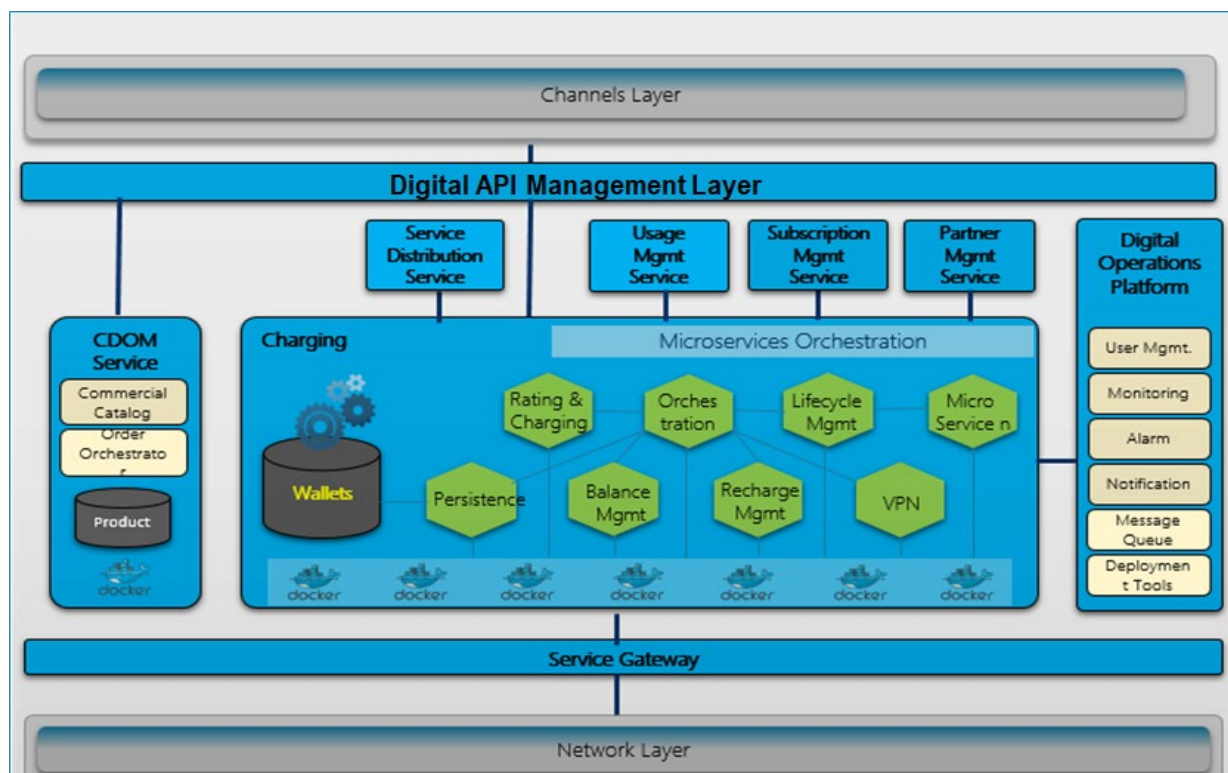 Channels Layer
Digital API Management Layer
Service
Distribution
Service
Usage
Mgmt
Service
Subscription
Mgmt
Service
Partner
Mgmt
Service
Digital
Operations
Platform
User Mgmt.
Monitoring
Alarm
Notification
Message
Queue
Deploymen
t Tools
CDOM
Service
Commercial
Catalog
Order
Orchestrato
r
Product
docker
Charging
Microservices Orchestration
Rating &
Charging
Orches
tration
Lifecycle
Mgmt
Micro
Service n
Wallets
Persistence
Balance
Mgmt
Recharge
Mgmt
VPN
docker
docker
docker
docker
docker
docker
docker
Service Gateway
Network Layer